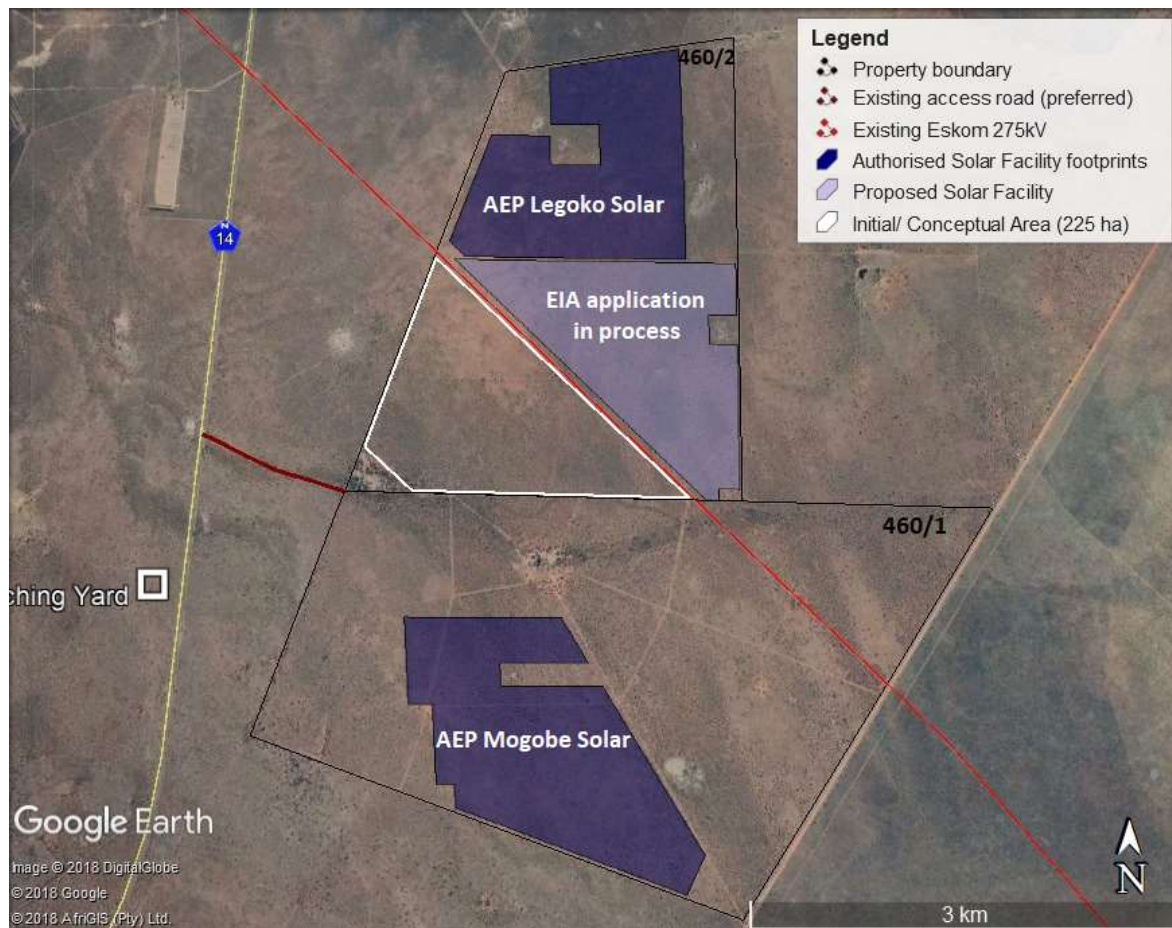 460/2
Legend
Property boundary
Existing access road (preferred)
Existing Eskom 275kV
Authorised Solar Facility footprints
Proposed Solar Facility
Initial/ Conceptual Area (225 ha)
AEP Legoko Solar
N
14
EIA application
in process
460/1
ching Yard
AEP Mogobe Solar
Google Earth
Image © 2018 DigitalGlobe
© 2018 Google
© 2018 AfriGIS (Pty) Ltd.
N
3 km